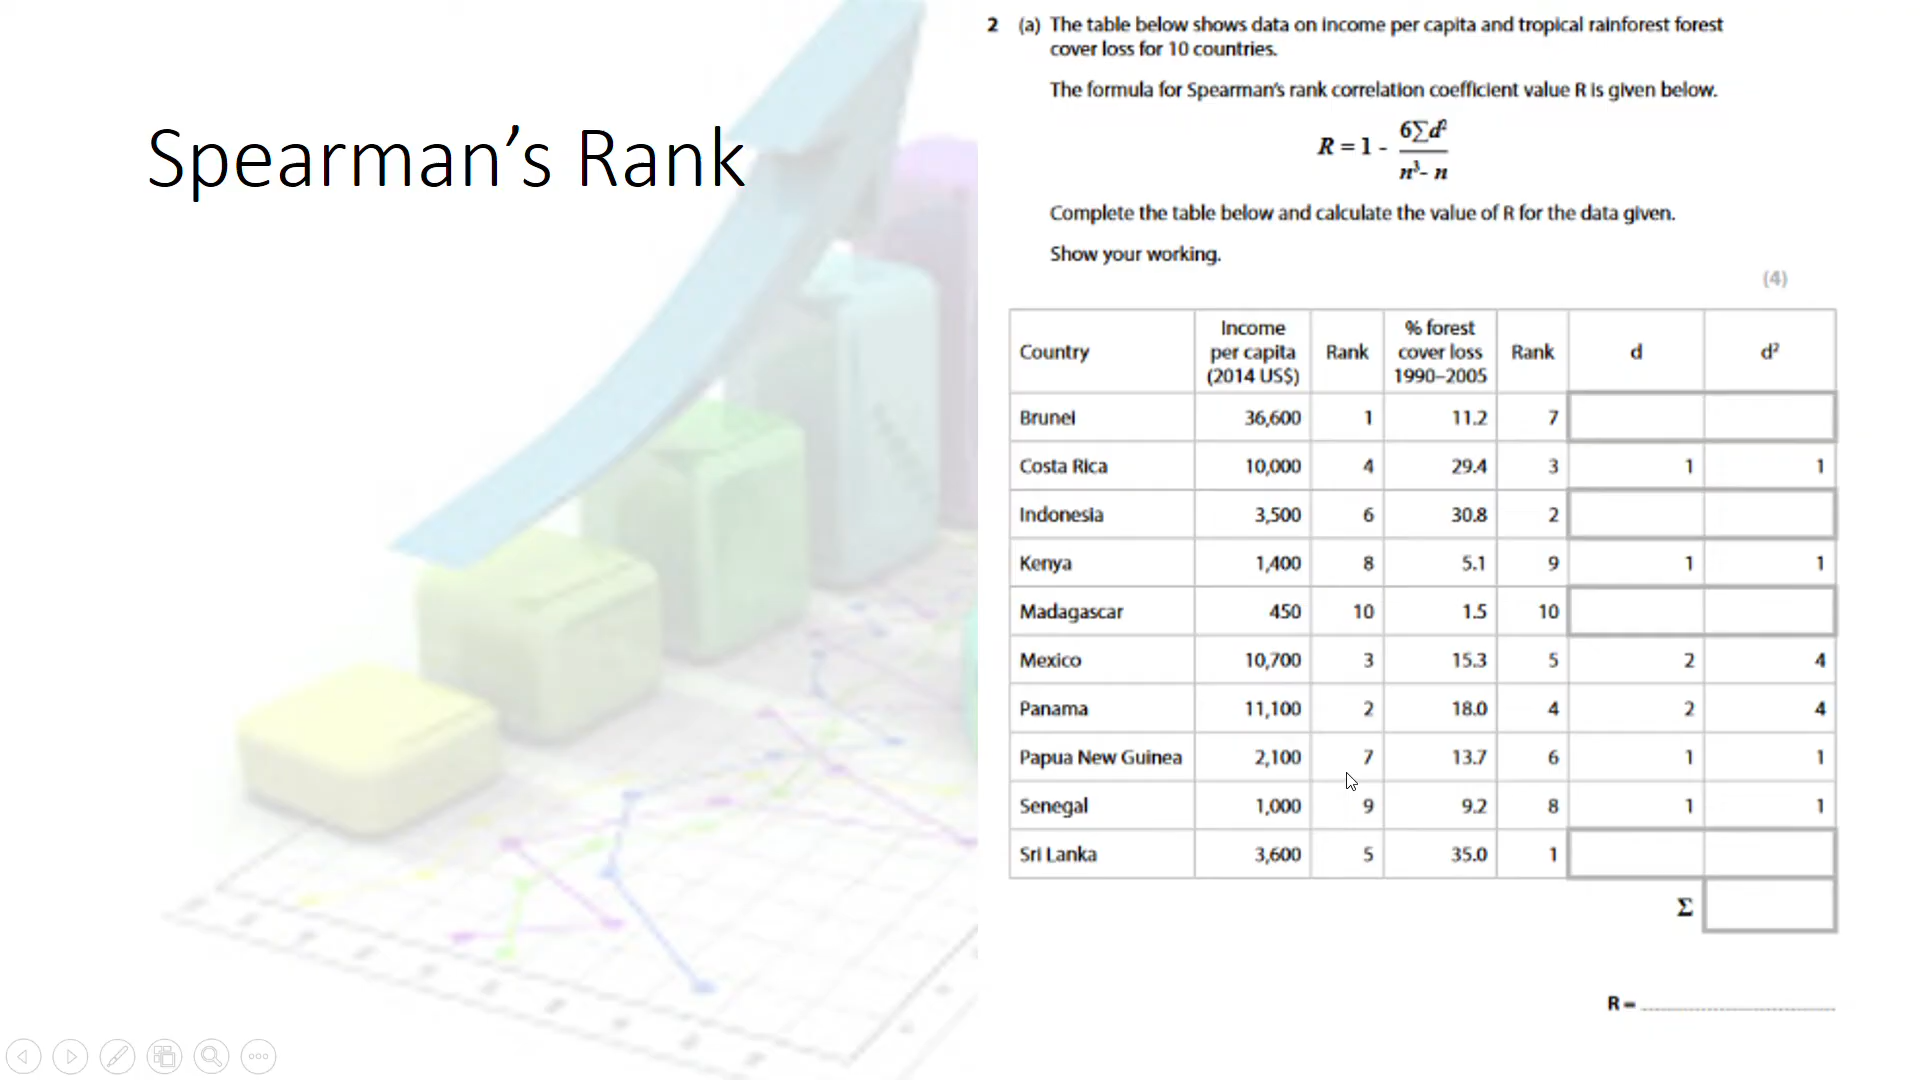 Spearman’s Rank
2 (a) The table below shows data on income per capita and tropical rainforest forest
cover loss for 10 countries.
The formula for Spearman’s rank correlation coefficient value R is given below.
R = 1 - 6∑d² / n³- n
Complete the table below and calculate the value of R for the data given.
Show your working.
(4)
Country | Income per capita (2014 US$) | Rank | % forest cover loss 1990–2005 | Rank | d | d²
Brunei 36,600 1 11.2 7
Costa Rica 10,000 4 29.4 3 1 1
Indonesia 3,500 6 30.8 2
Kenya 1,400 8 5.1 9 1 1
Madagascar 450 10 1.5 10
Mexico 10,700 3 15.3 5 2 4
Panama 11,100 2 18.0 4 2 4
Papua New Guinea 2,100 7 13.7 6 1 1
Senegal 1,000 9 9.2 8 1 1
Sri Lanka 3,600 5 35.0 1
Σ
R =